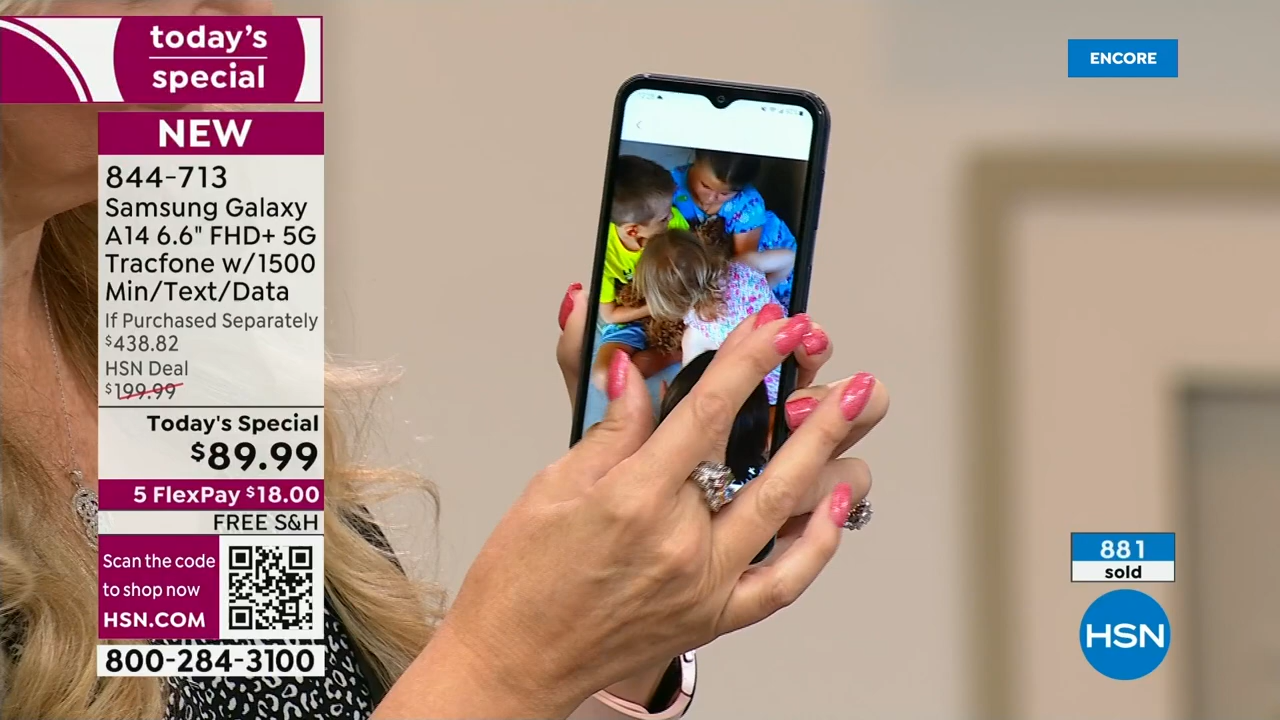 today's
special
NEW
844-713
Samsung Galaxy
A14 6.6" FHD+ 5G
Tracfone w/1500
Min/Text/Data
If Purchased Separately
$438.82
HSN Deal
$199.99
Today's Special
$89.99
5 FlexPay $18.00
FREE S&H
Scan the code
to shop now
HSN.COM
800-284-3100
ENCORE
881
sold
HSN